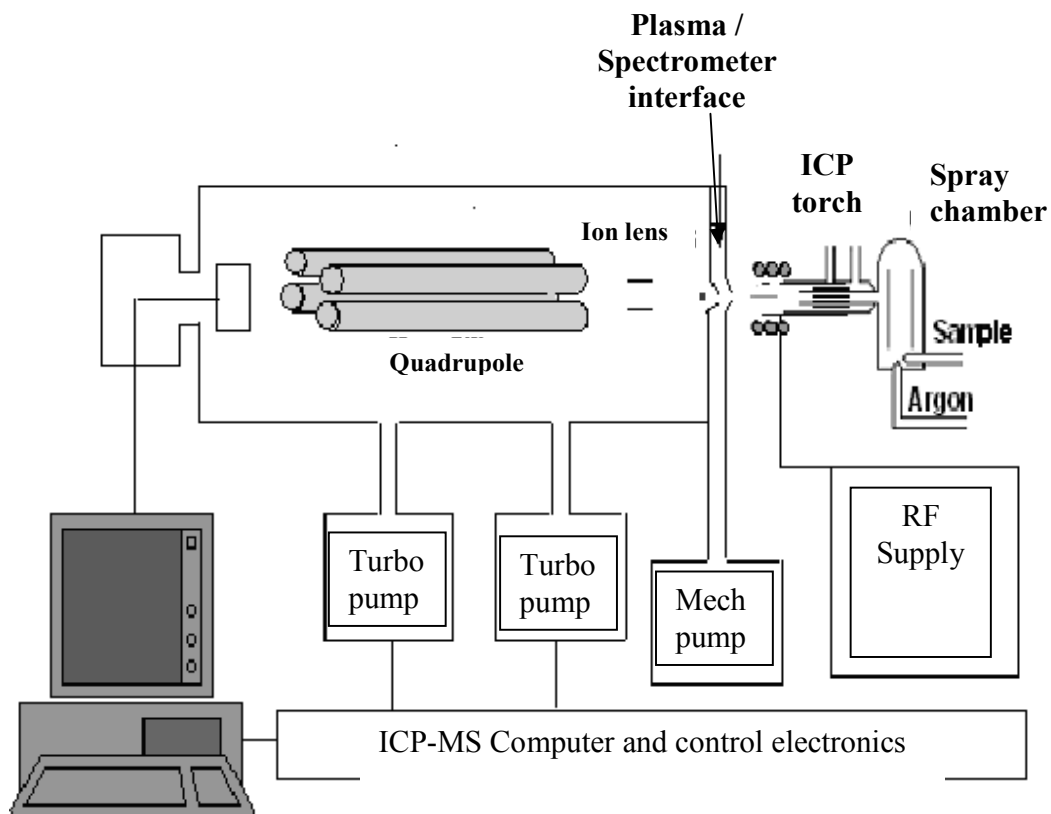 Plasma /
Spectrometer
interface
ICP
torch
Spray
chamber
Ion lens
Quadrupole
Sample
Argon
RF
Supply
Turbo
pump
Turbo
pump
Mech
pump
ICP-MS Computer and control electronics